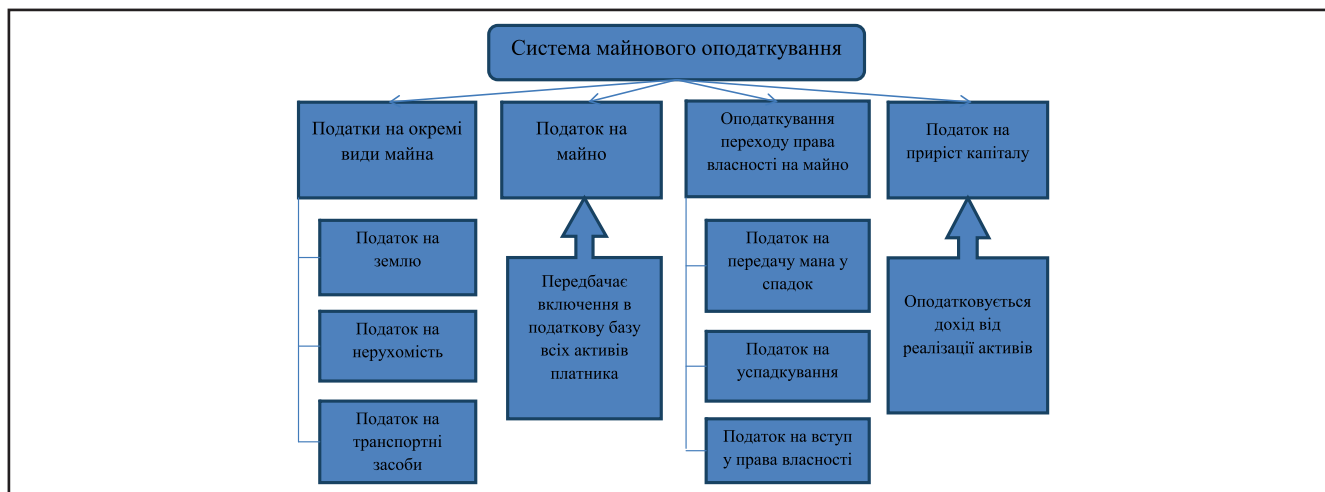 Система майнового оподаткування
Податки на окремі
види майна
Податок на
майно
Оподаткування
переходу права
власності на майно
Податок на
приріст капіталу
Податок на
землю
Податок на
нерухомість
Податок на
транспортні
засоби
Передбачає
включення в
податкову базу
всіх активів
платника
Податок на
передачу мана у
спадок
Податок на
успадкування
Податок на вступ
у права власності
Оподатковується
дохід від
реалізації активів